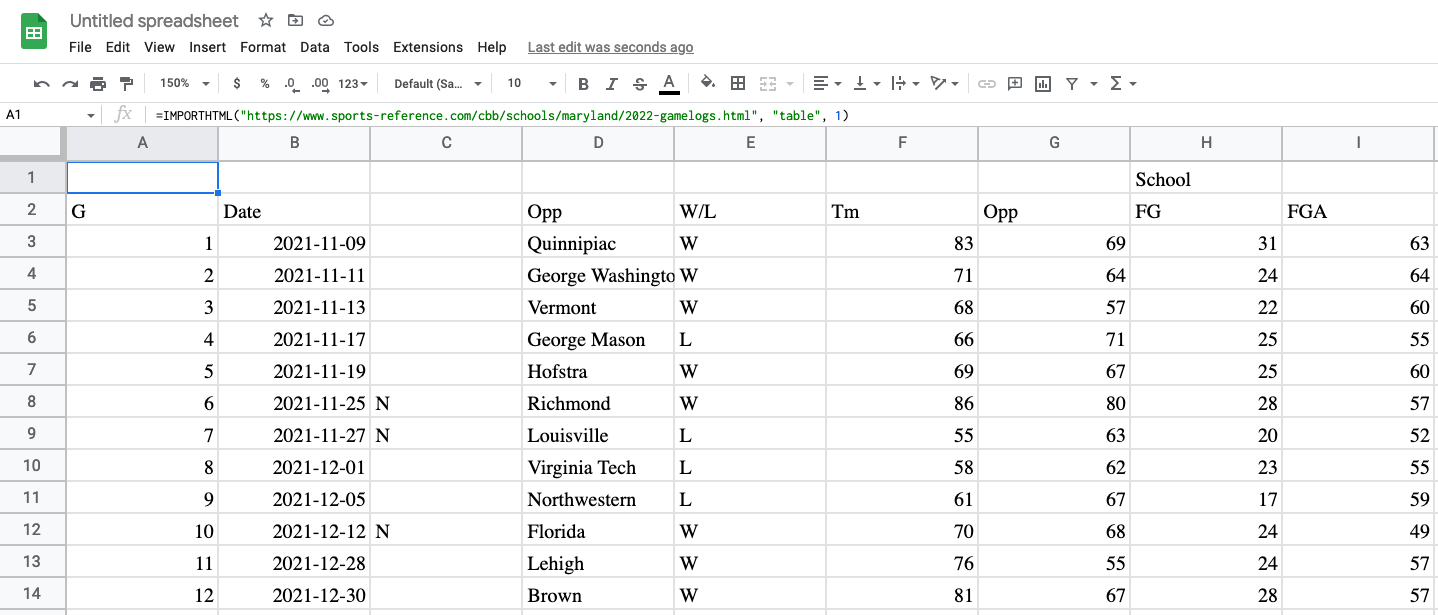 Untitled spreadsheet
File Edit View Insert Format Data Tools Extensions Help Last edit was seconds ago
150% $ % .0 .00 123 Default (Sa... 10 B I S A
A1 fx =IMPORTHTML("https://www.sports-reference.com/cbb/schools/maryland/2022-gamelogs.html", "table", 1)
A B C D E F G H I
1 School
2 G Date Opp W/L Tm Opp FG FGA
3 1 2021-11-09 Quinnipiac W 83 69 31 63
4 2 2021-11-11 George Washingto W 71 64 24 64
5 3 2021-11-13 Vermont W 68 57 22 60
6 4 2021-11-17 George Mason L 66 71 25 55
7 5 2021-11-19 Hofstra W 69 67 25 60
8 6 2021-11-25 N Richmond W 86 80 28 57
9 7 2021-11-27 N Louisville L 55 63 20 52
10 8 2021-12-01 Virginia Tech L 58 62 23 55
11 9 2021-12-05 Northwestern L 61 67 17 59
12 10 2021-12-12 N Florida W 70 68 24 49
13 11 2021-12-28 Lehigh W 76 55 24 57
14 12 2021-12-30 Brown W 81 67 28 57